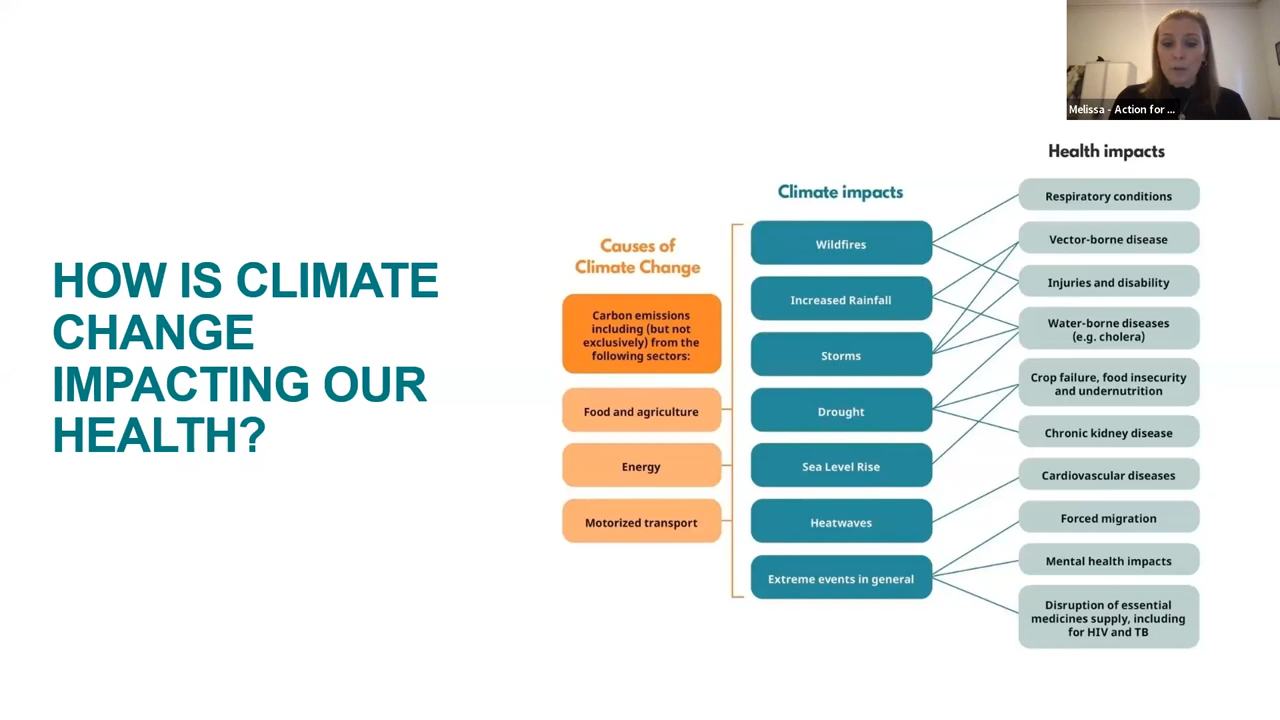 Melissa - Action for ...
HOW IS CLIMATE
CHANGE
IMPACTING OUR
HEALTH?
Causes of
Climate Change
Carbon emissions
including (but not
exclusively) from the
following sectors:
Food and agriculture
Energy
Motorized transport
Climate impacts
Wildfires
Increased Rainfall
Storms
Drought
Sea Level Rise
Heatwaves
Extreme events in general
Health impacts
Respiratory conditions
Vector-borne disease
Injuries and disability
Water-borne diseases
(e.g. cholera)
Crop failure, food insecurity
and undernutrition
Chronic kidney disease
Cardiovascular diseases
Forced migration
Mental health impacts
Disruption of essential
medicines supply, including
for HIV and TB